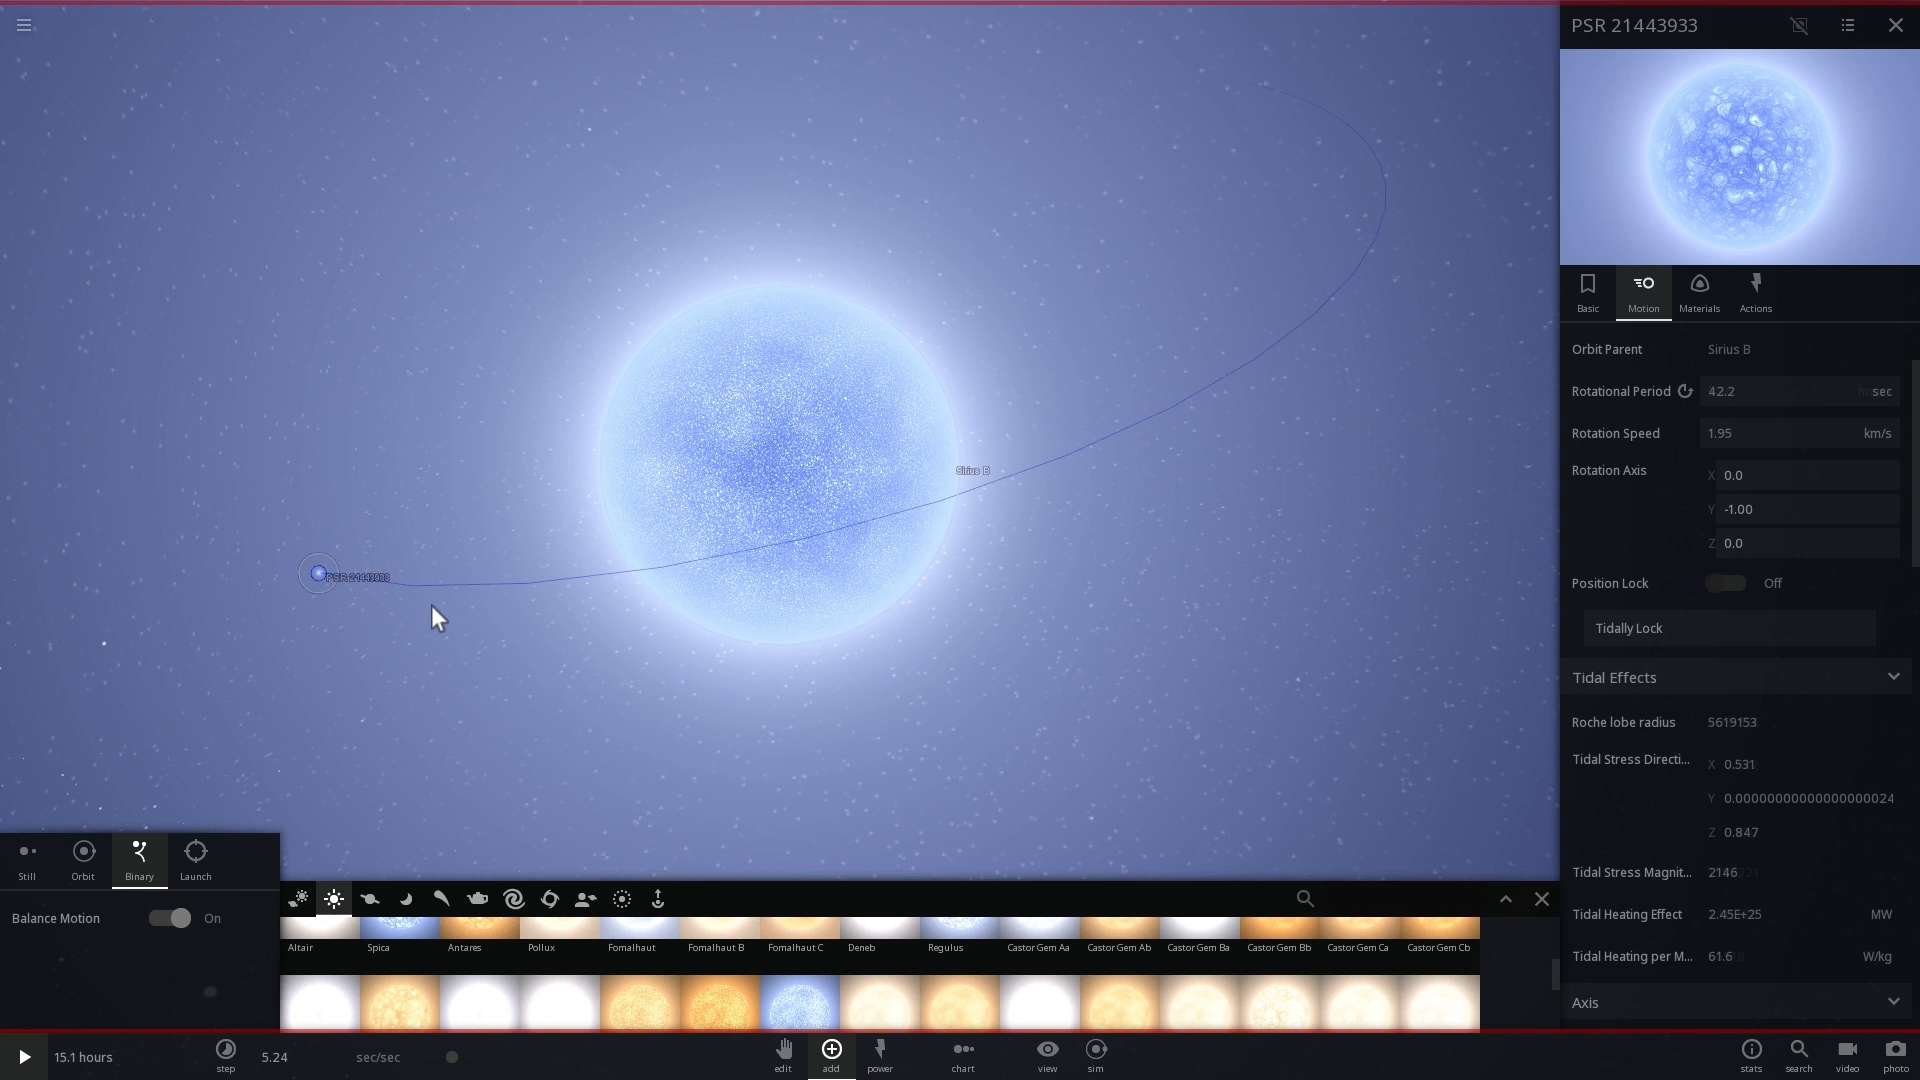 PSR 21443933
Basic
Motion
Materials
Actions
Orbit Parent Sirius B
Rotational Period 42.2 sec
Rotation Speed 1.95 km/s
Rotation Axis X 0.0
Y -1.00
Z 0.0
Position Lock Off
Tidally Lock
Tidal Effects
Roche lobe radius 5619153
Tidal Stress Directi... X 0.531
Y 0.00000000000000000024
Z 0.847
Tidal Stress Magnit... 2146
Tidal Heating Effect 2.45E+25 MW
Tidal Heating per M... 61.6 W/kg
Axis
Sirius B
PSR 21443933
Still
Orbit
Binary
Launch
Balance Motion On
Altair
Spica
Antares
Pollux
Fomalhaut
Fomalhaut B
Fomalhaut C
Deneb
Regulus
Castor Gem Aa
Castor Gem Ab
Castor Gem Ba
Castor Gem Bb
Castor Gem Ca
Castor Gem Cb
15.1 hours
step
5.24 sec/sec
edit
add
power
chart
view
sim
stats
search
video
photo